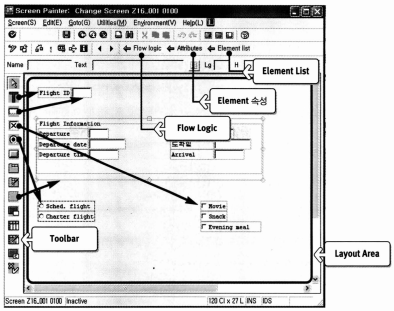 Screen Painter: Change Screen Z16_001 0100
Screen(S) Edit(E) Goto(G) Utilities(M) Environment(V) Help(L)
Flow logic Attributes Element list
Name Text Lg H
Element List
Flight ID
Element 속성
Flight Information
Departure
Flow Logic
Departure date
도착일
Departure time
Arrival
Sched. flight
Movie
Charter flight
Snack
Evening meal
Toolbar
Layout Area
Screen Z16_001 0100 Inactive
120 Cl x 27 L INS IDS